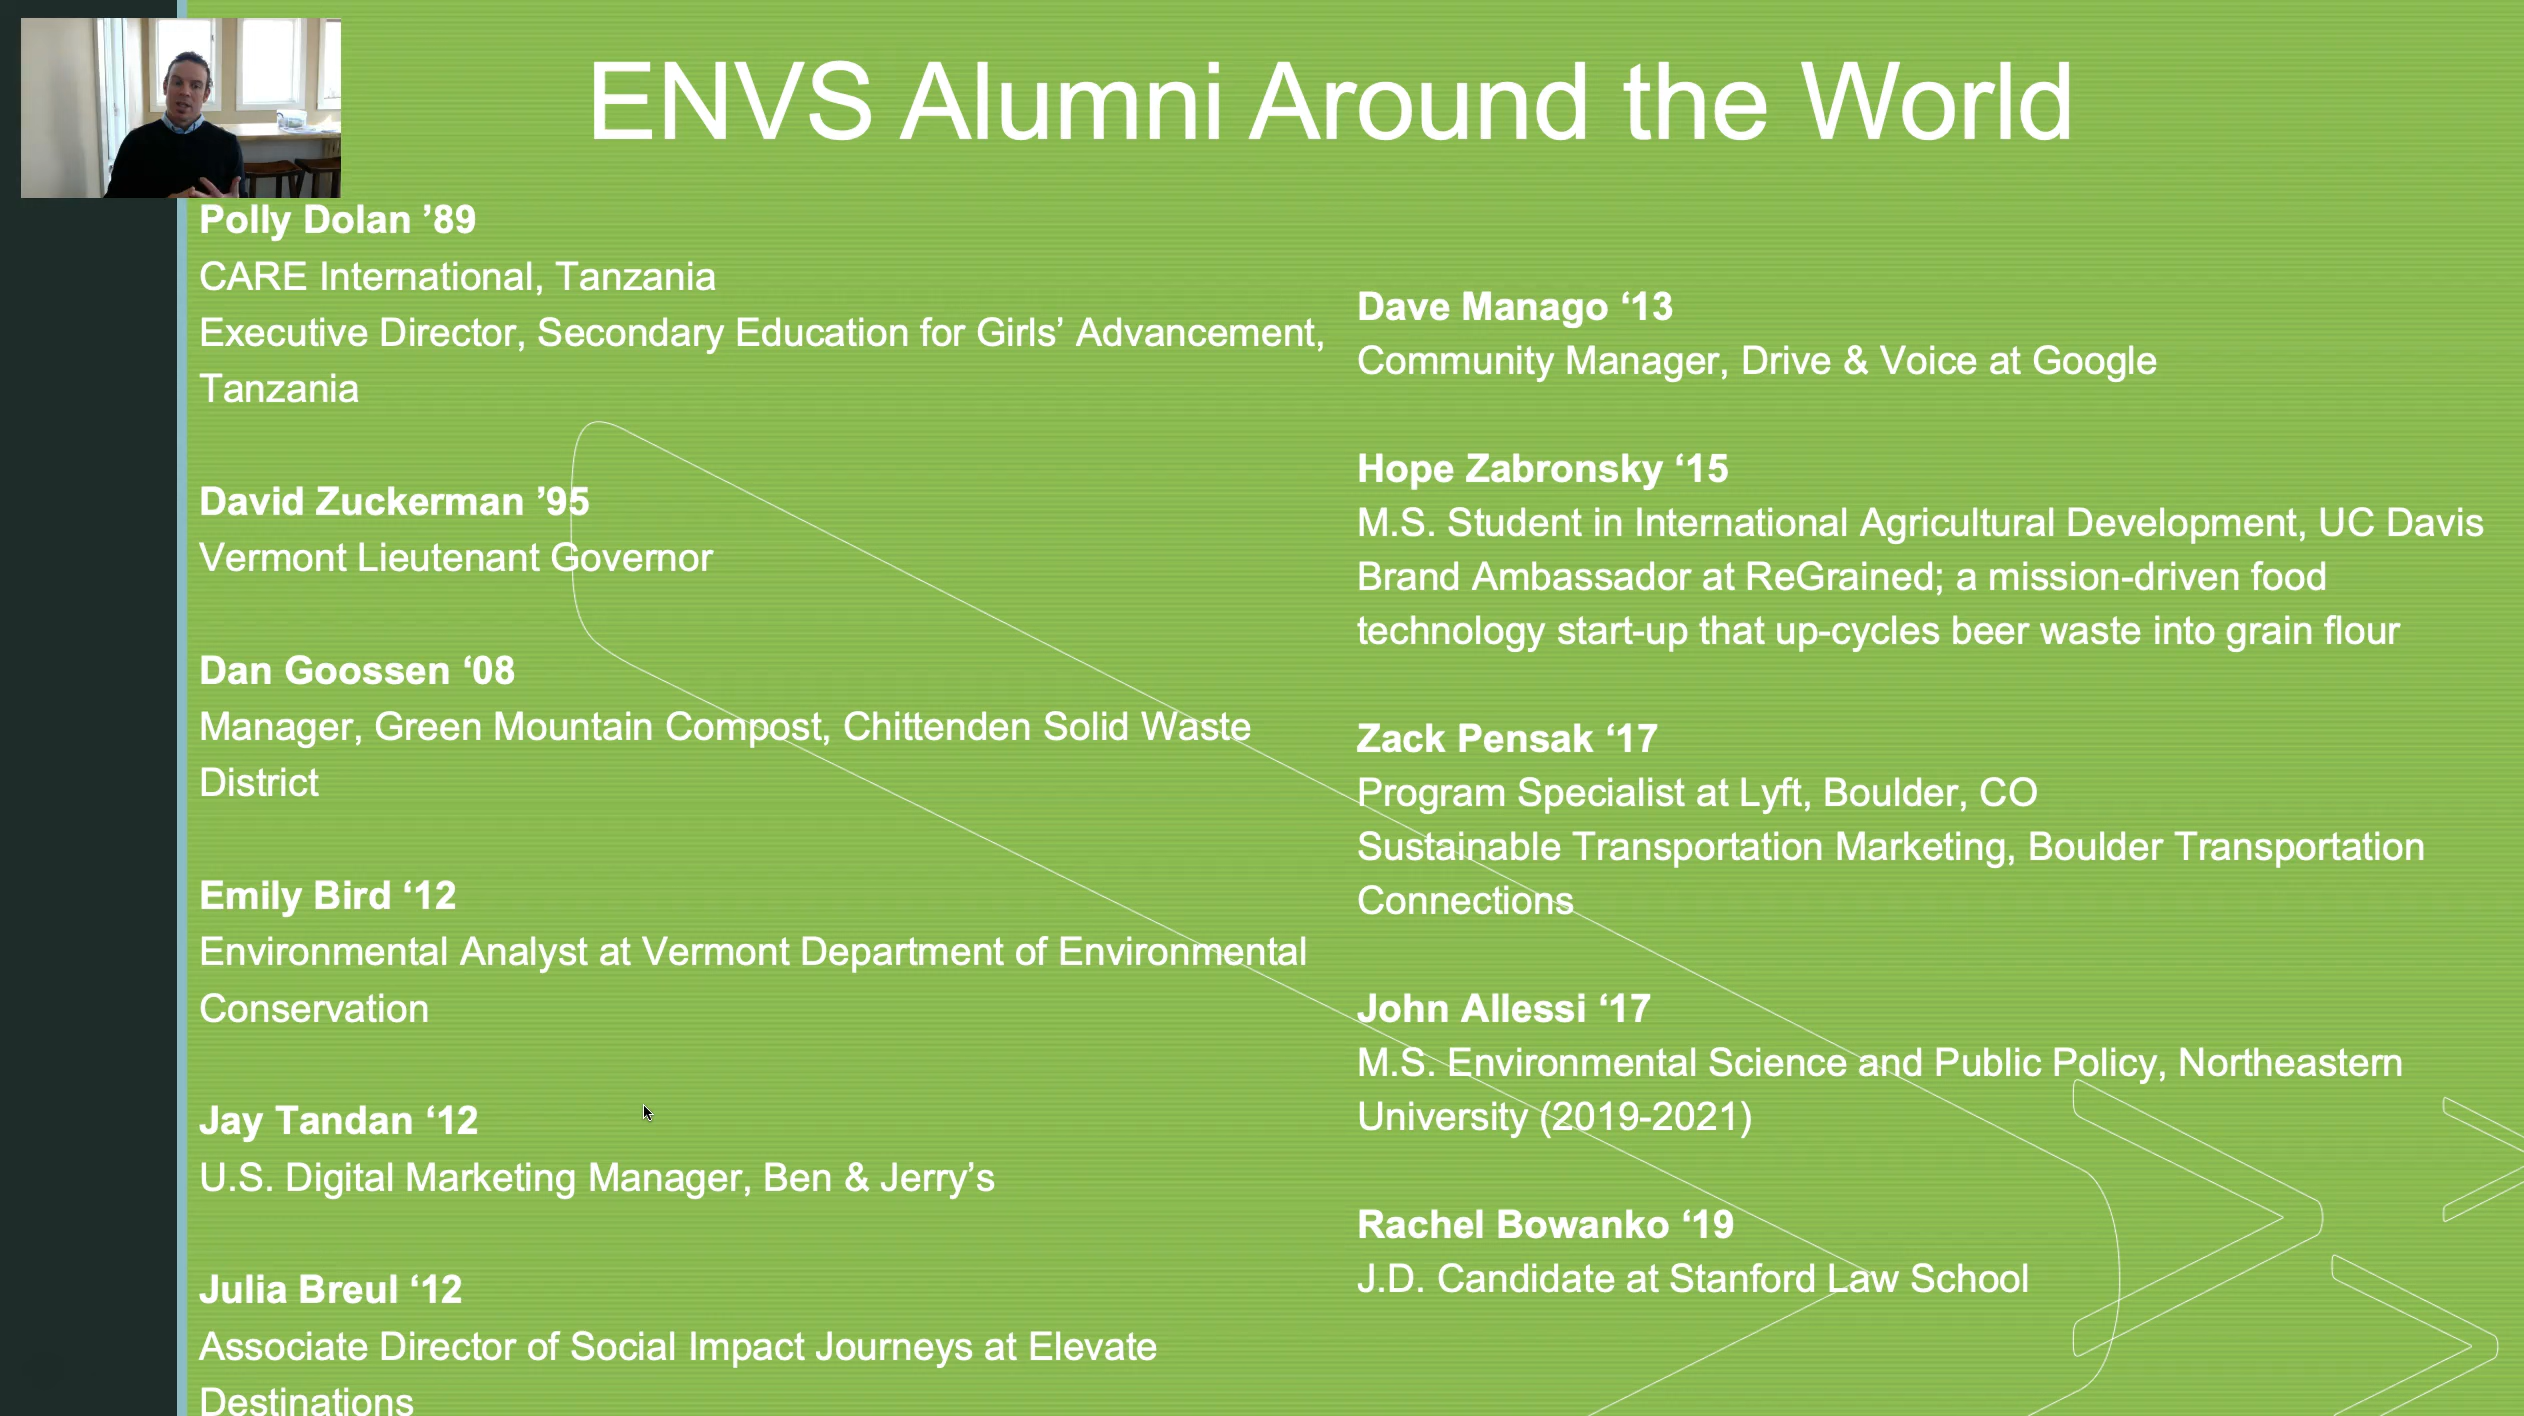 ENVS Alumni Around the World
Polly Dolan ’89
CARE International, Tanzania
Executive Director, Secondary Education for Girls’ Advancement,
Tanzania
David Zuckerman ’95
Vermont Lieutenant Governor
Dan Goossen ‘08
Manager, Green Mountain Compost, Chittenden Solid Waste
District
Emily Bird ‘12
Environmental Analyst at Vermont Department of Environmental
Conservation
Jay Tandan ‘12
U.S. Digital Marketing Manager, Ben & Jerry’s
Julia Breul ‘12
Associate Director of Social Impact Journeys at Elevate
Destinations
Dave Manago ‘13
Community Manager, Drive & Voice at Google
Hope Zabronsky ‘15
M.S. Student in International Agricultural Development, UC Davis
Brand Ambassador at ReGrained; a mission-driven food
technology start-up that up-cycles beer waste into grain flour
Zack Pensak ‘17
Program Specialist at Lyft, Boulder, CO
Sustainable Transportation Marketing, Boulder Transportation
Connections
John Allessi ‘17
M.S. Environmental Science and Public Policy, Northeastern
University (2019-2021)
Rachel Bowanko ‘19
J.D. Candidate at Stanford Law School